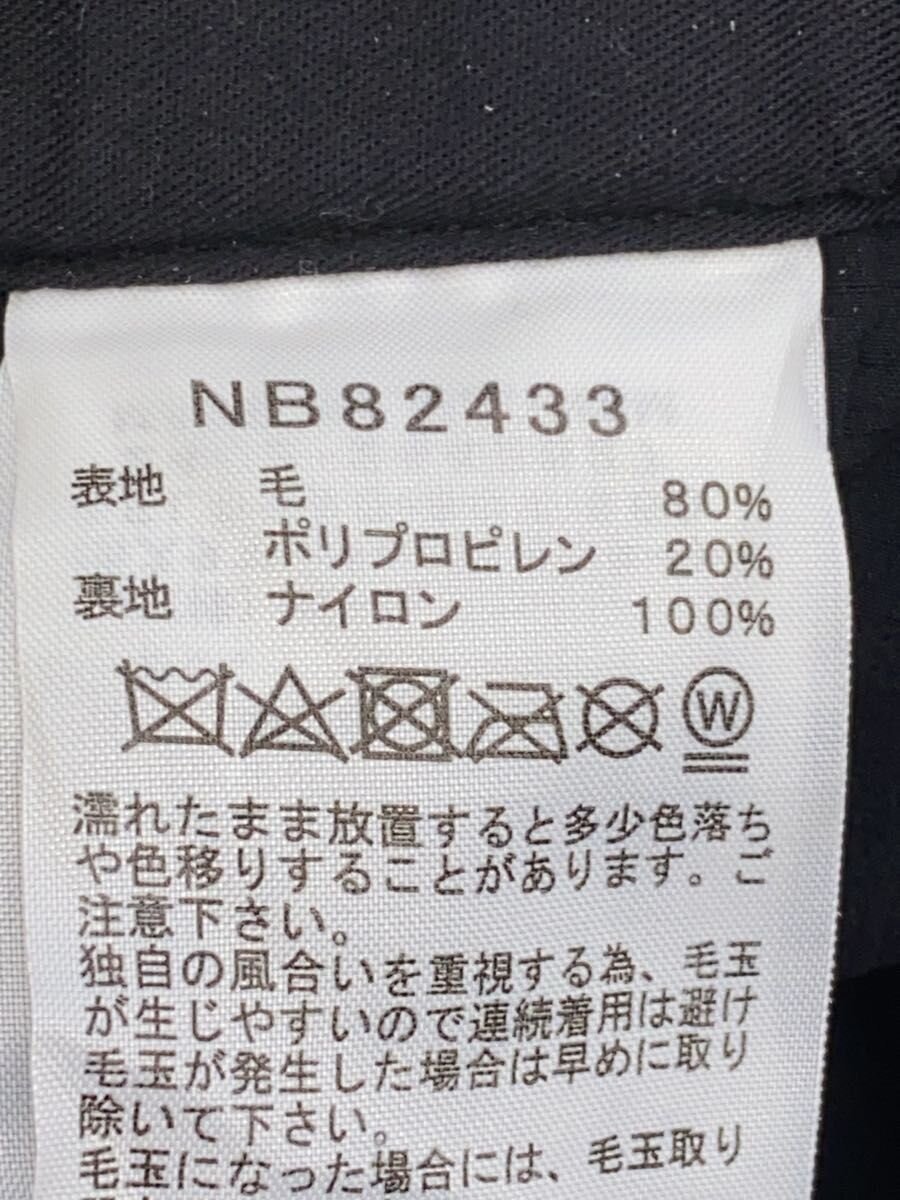 NB82433
表地 毛 80%
ポリプロピレン 20%
裏地 ナイロン 100%
W
濡れたまま放置すると多少色落ち
や色移りすることがあります。ご
注意下さい。
独自の風合いを重視する為、毛玉
が生じやすいので連続着用は避け
毛玉が発生した場合は早めに取り
除いて下さい。
毛玉になった場合には、毛玉取り